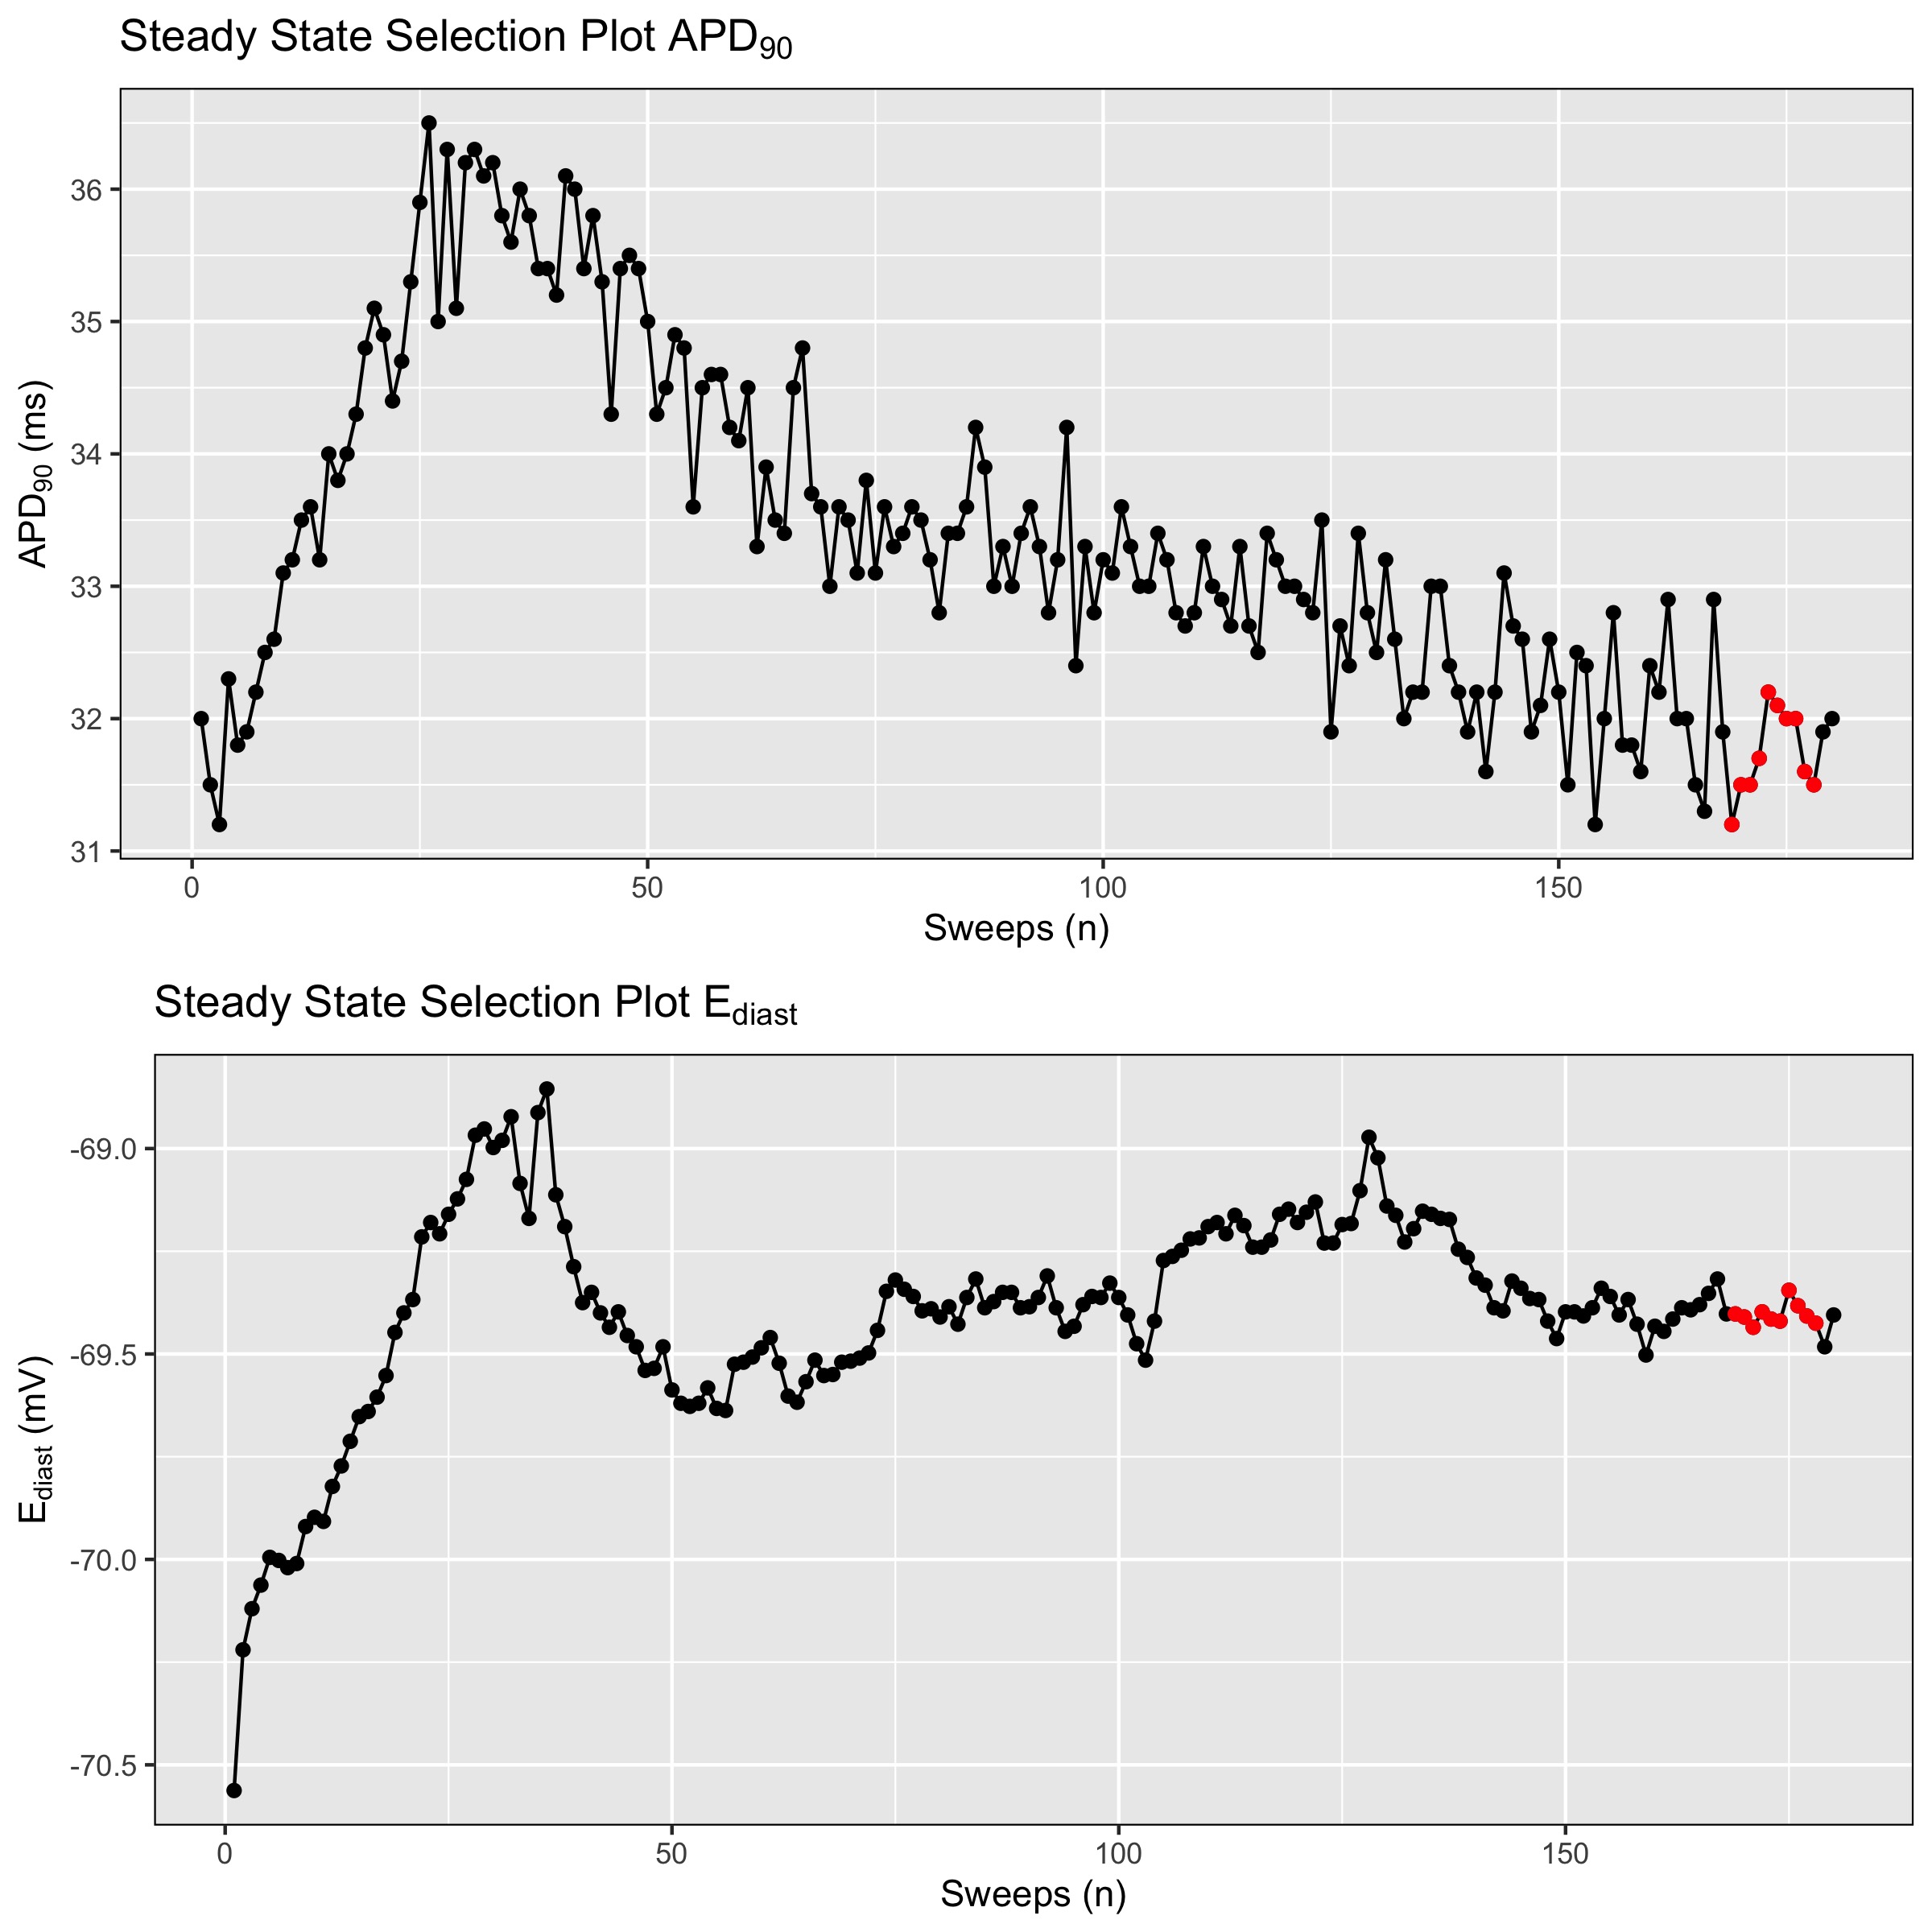 Steady State Selection Plot APD90
36
35
34
33
32
31
APD90 (ms)
0 50 100 150
Sweeps (n)
Steady State Selection Plot Ediast
-69.0
-69.5
-70.0
-70.5
Ediast (mV)
0 50 100 150
Sweeps (n)